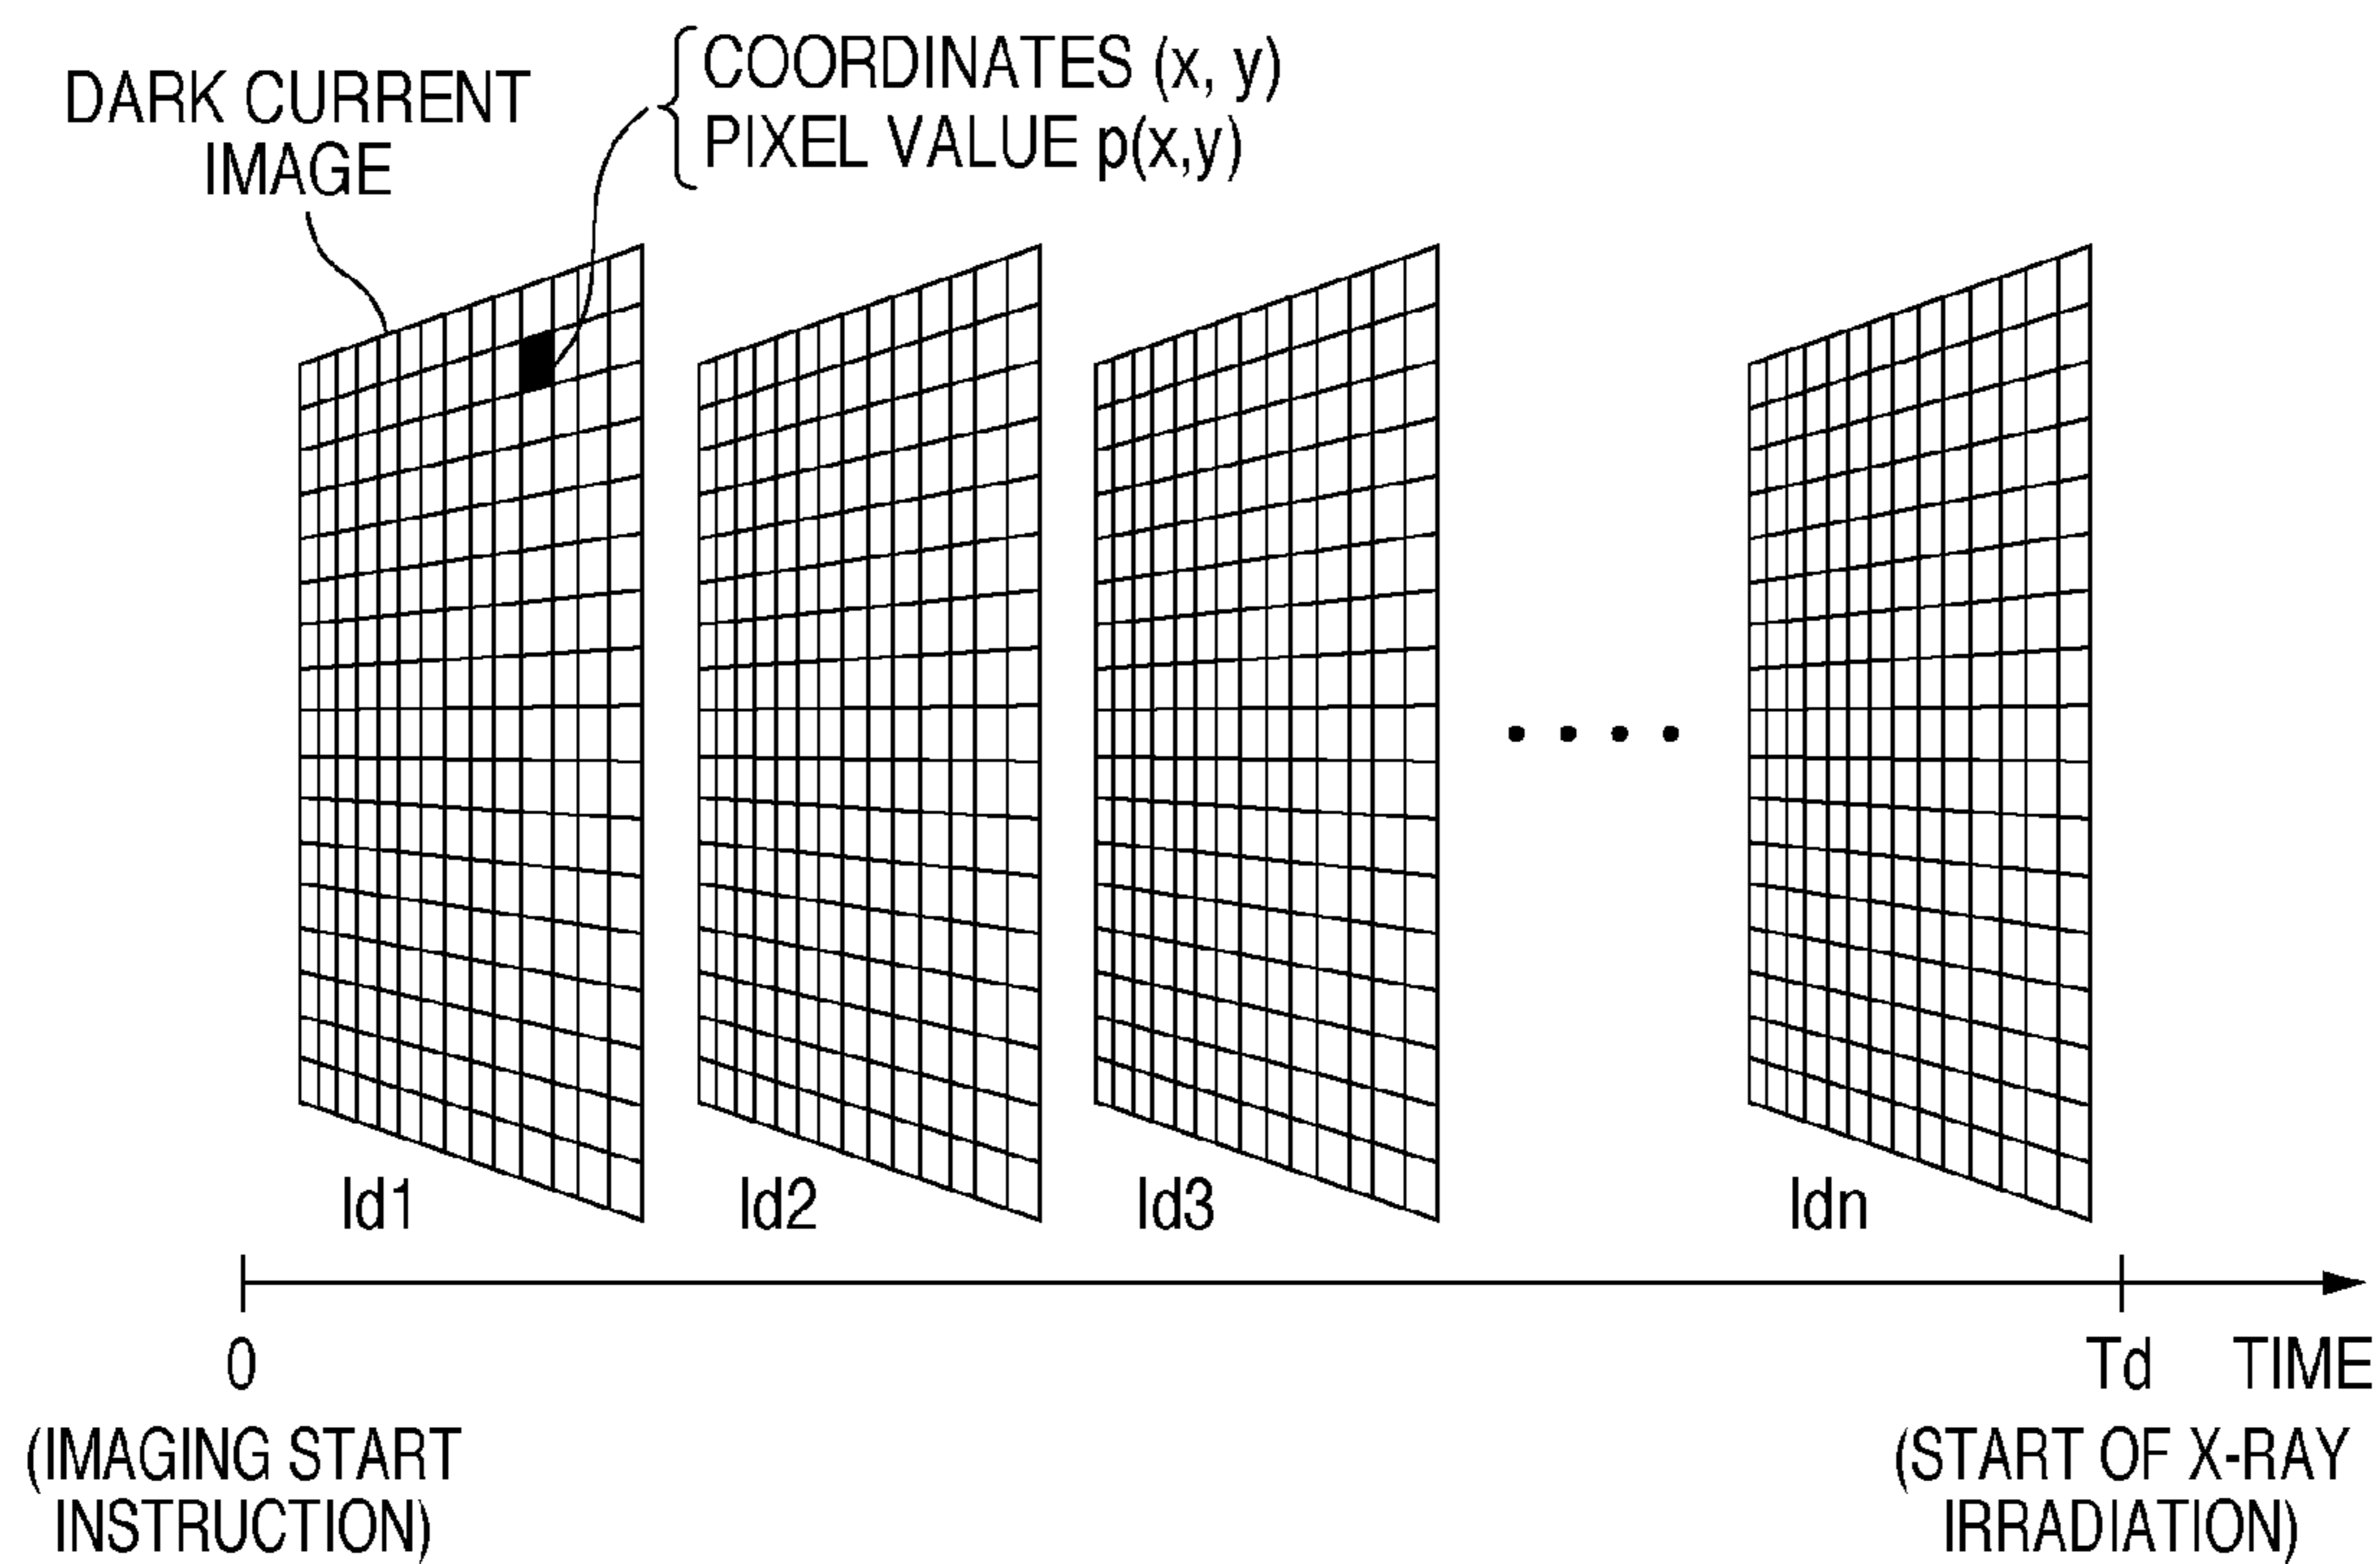 COORDINATES (x, y)
PIXEL VALUE p(x,y)
DARK CURRENT
IMAGE
Id1
Id2
Id3
Idn
0
Td
TIME
(IMAGING START
INSTRUCTION)
(START OF X-RAY
IRRADIATION)